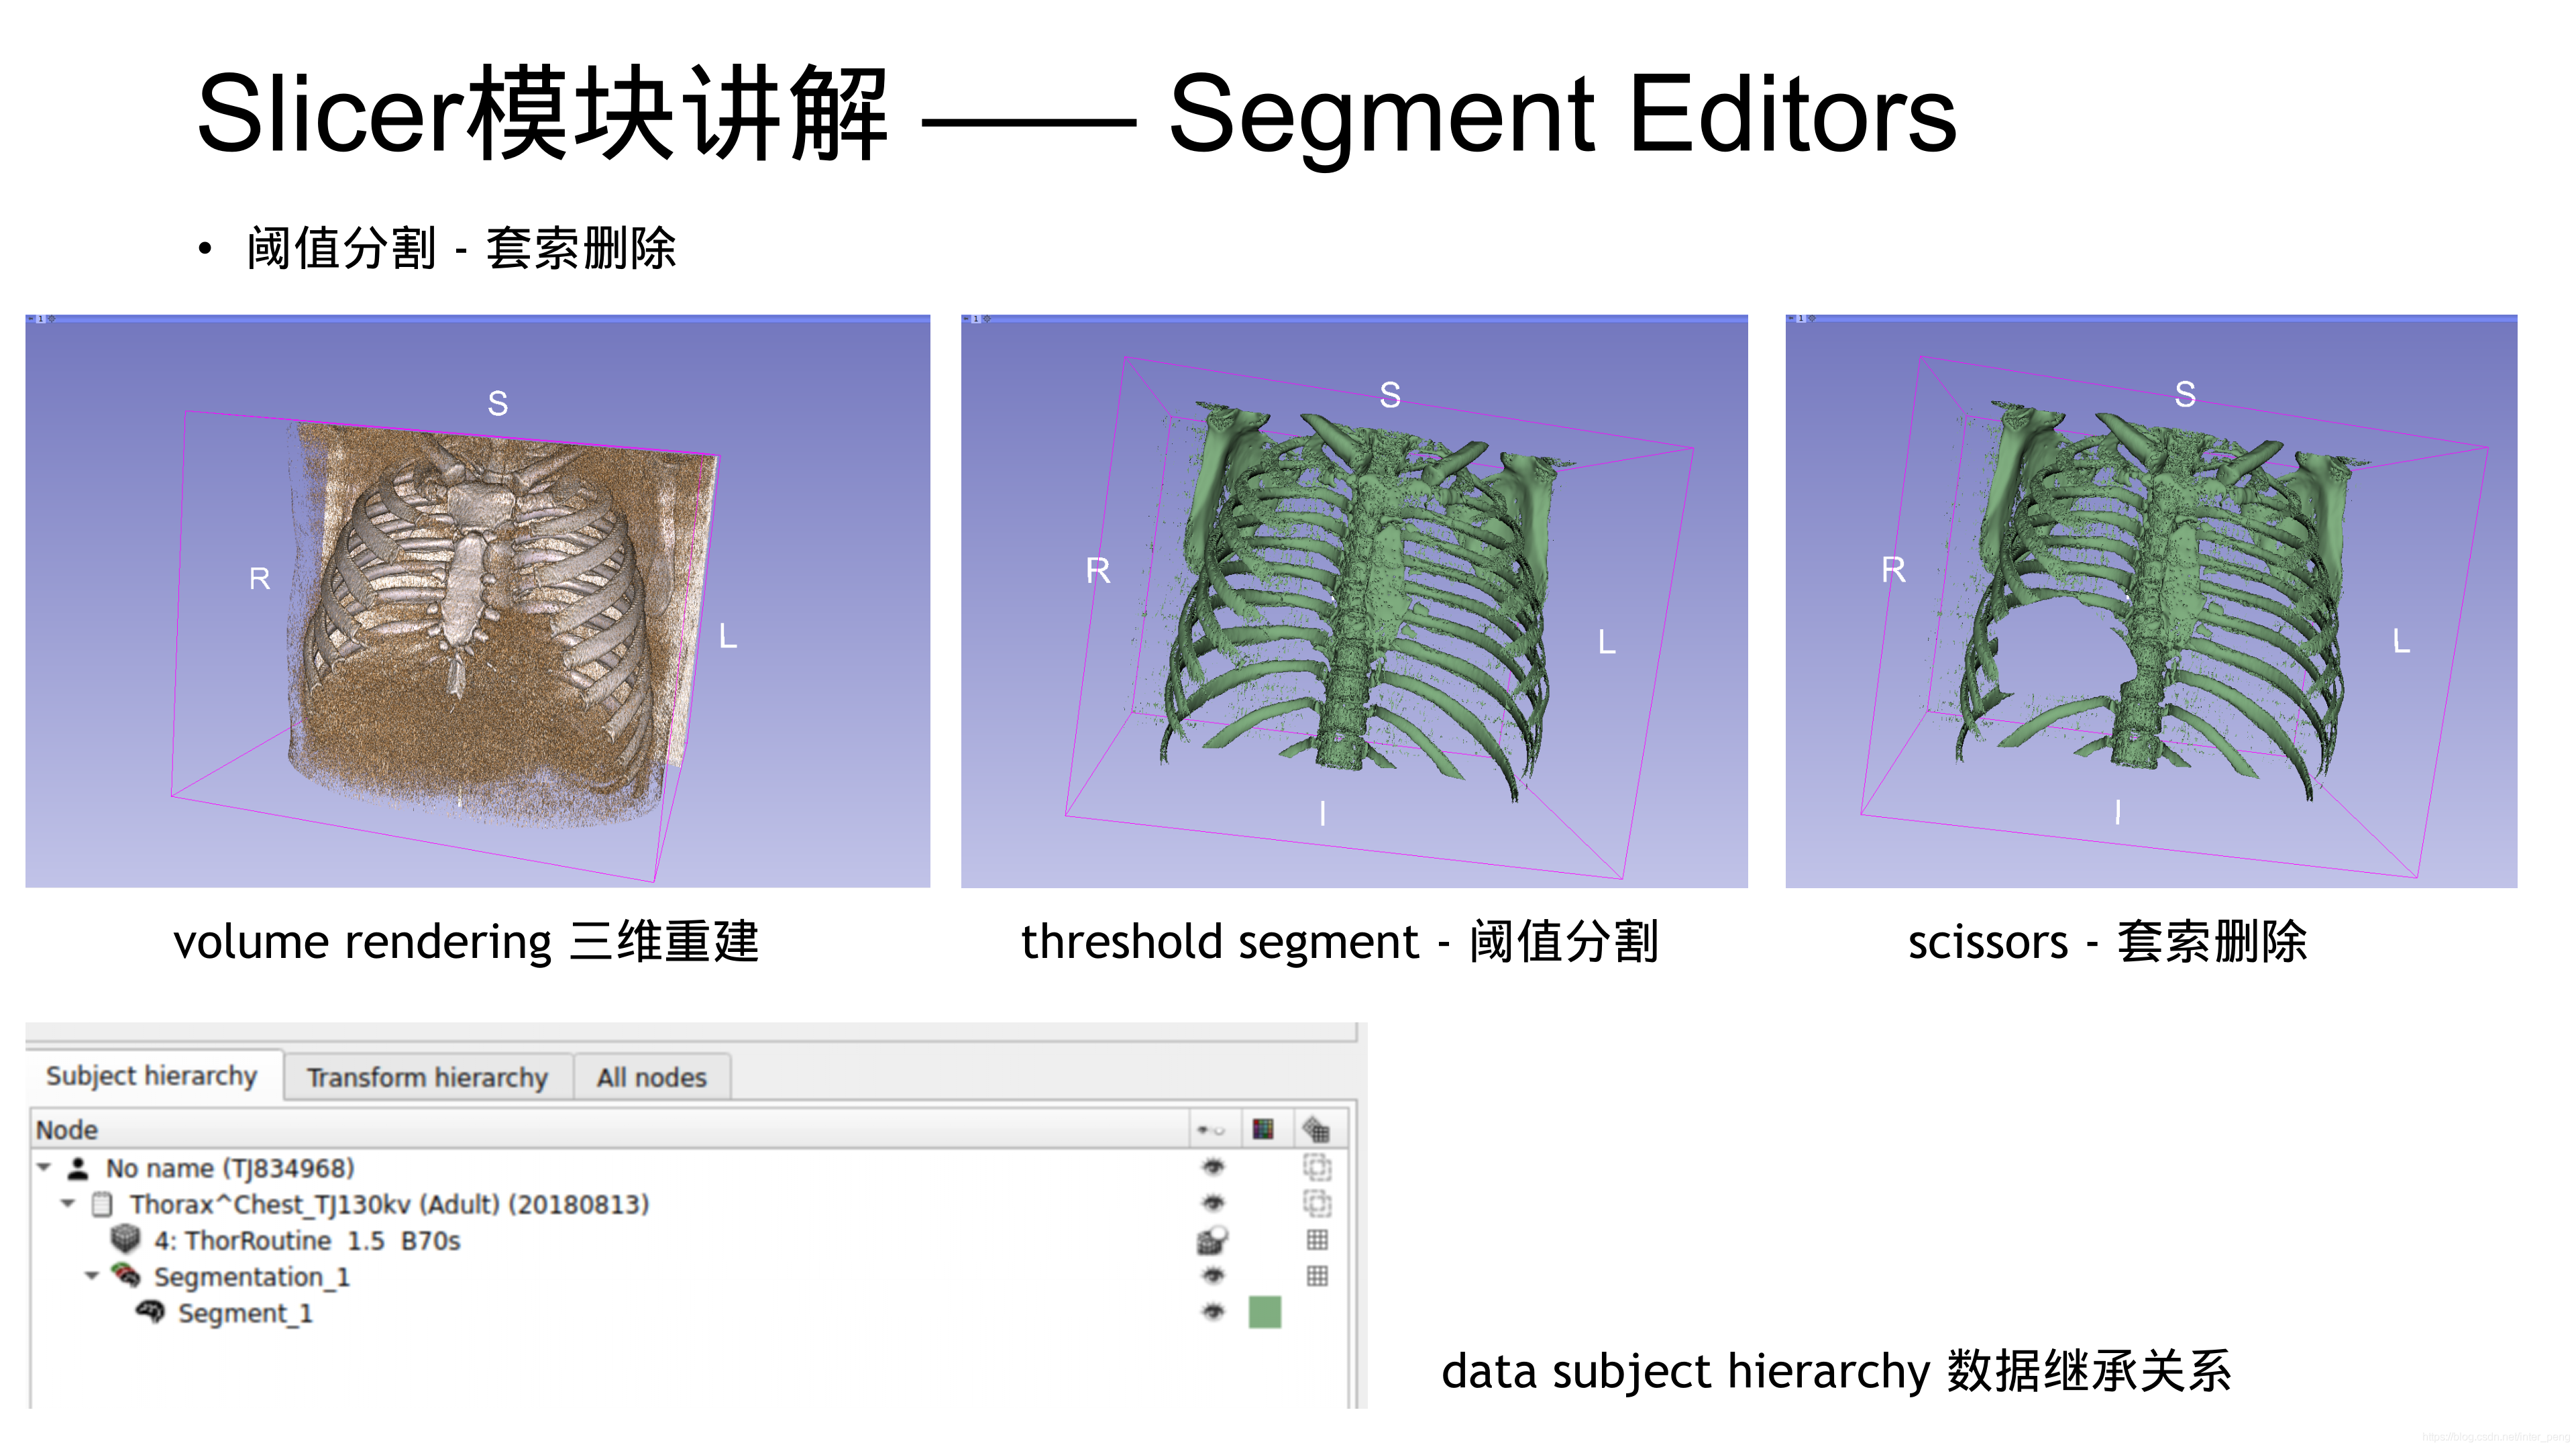 Slicer模块讲解 —— Segment Editors
• 阈值分割 - 套索删除
1
S
R
L
I
1
S
R
L
I
1
S
R
L
I
volume rendering 三维重建
threshold segment - 阈值分割
scissors - 套索删除
Subject hierarchy Transform hierarchy All nodes
Node
No name (TJ834968)
Thorax^Chest_TJ130kv (Adult) (20180813)
4: ThorRoutine 1.5 B70s
Segmentation_1
Segment_1
data subject hierarchy 数据继承关系